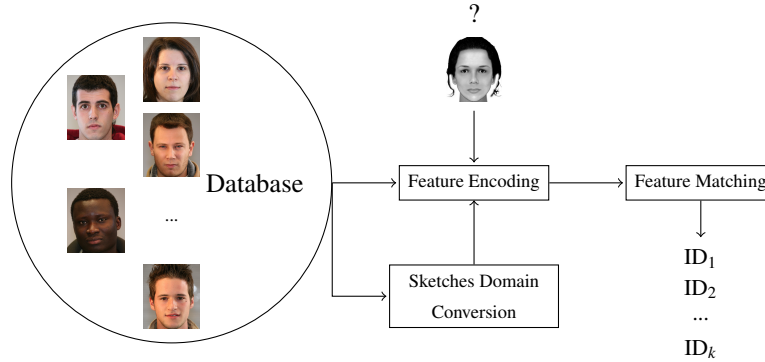 ?
Database
...
Feature Encoding
Feature Matching
Sketches Domain
Conversion
ID₁
ID₂
...
IDₖ